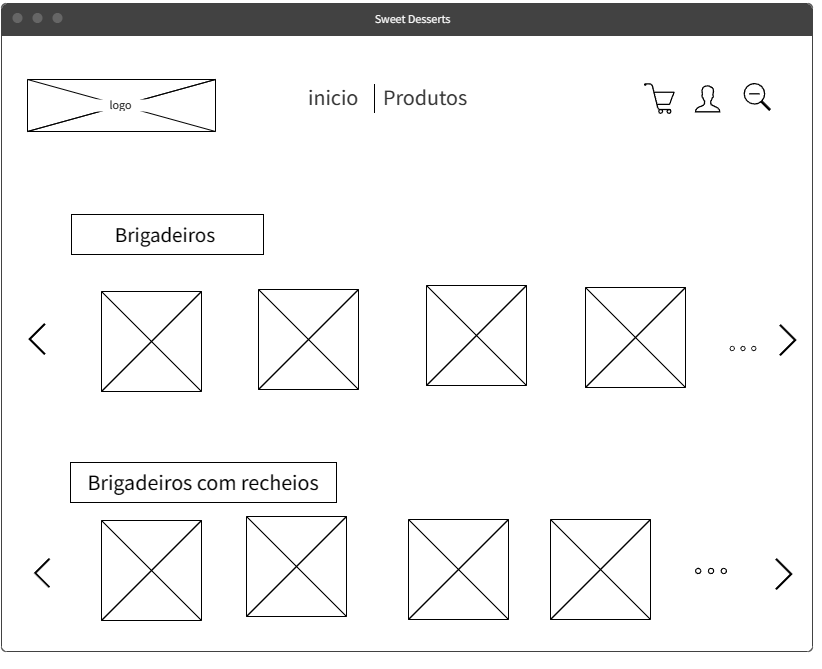 Sweet Desserts
logo
inicio
Produtos
Brigadeiros
Brigadeiros com recheios